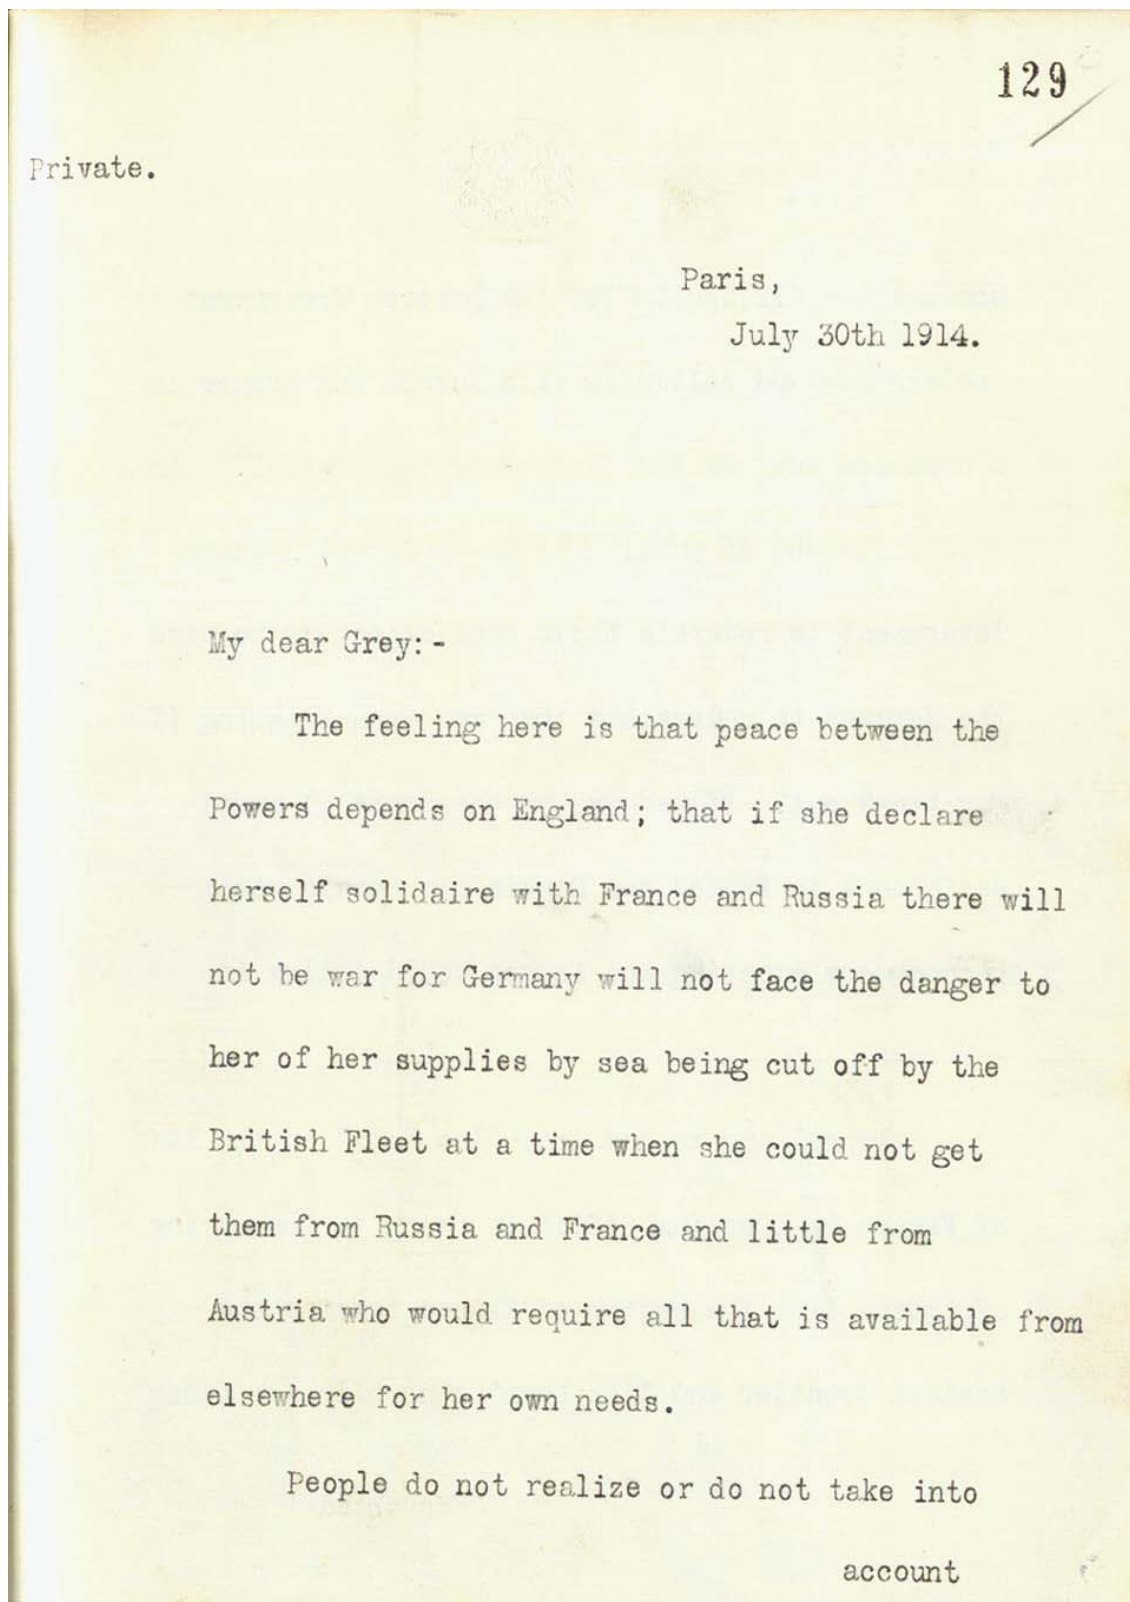 129
Private.
Paris,
July 30th 1914.
My dear Grey:-
The feeling here is that peace between the
Powers depends on England; that if she declare
herself solidaire with France and Russia there will
not be war for Germany will not face the danger to
her of her supplies by sea being cut off by the
British Fleet at a time when she could not get
them from Russia and France and little from
Austria who would require all that is available from
elsewhere for her own needs.
People do not realize or do not take into
account